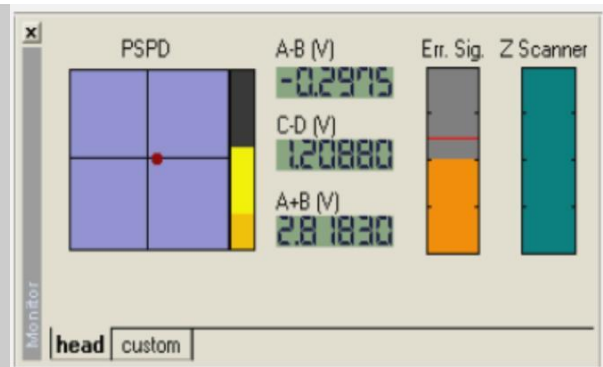 x
PSPD
A-B (V)
-0.2975
C-D (V)
1.20880
A+B (V)
2.81830
Err. Sig.
Z Scanner
Monitor
head
custom